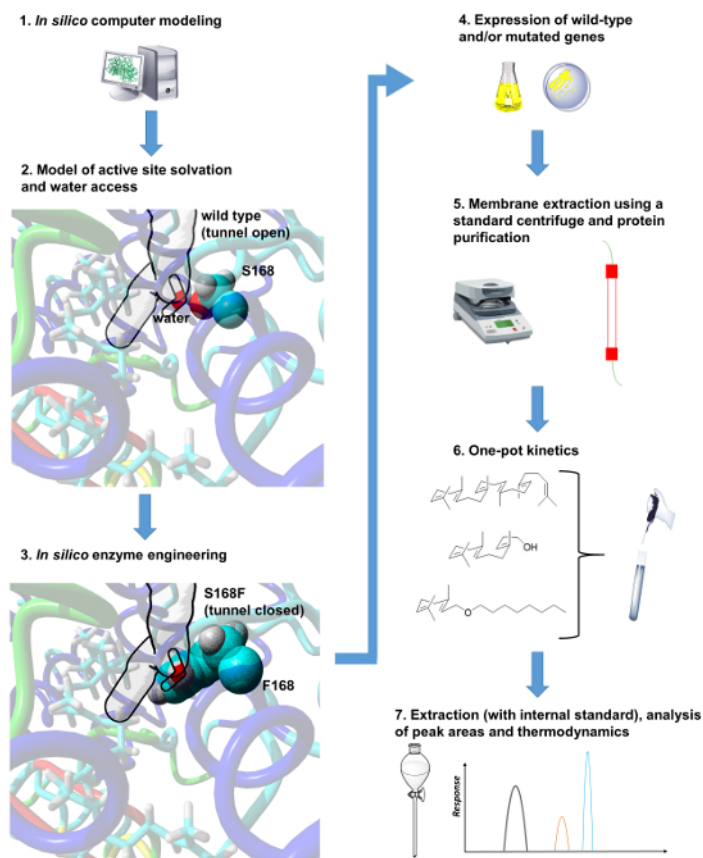 1. In silico computer modeling
2. Model of active site solvation
and water access
wild type
(tunnel open)
S168
water
3. In silico enzyme engineering
S168F
(tunnel closed)
F168
4. Expression of wild-type
and/or mutated genes
5. Membrane extraction using a
standard centrifuge and protein
purification
6. One-pot kinetics
OH
O
7. Extraction (with internal standard), analysis
of peak areas and thermodynamics
Response